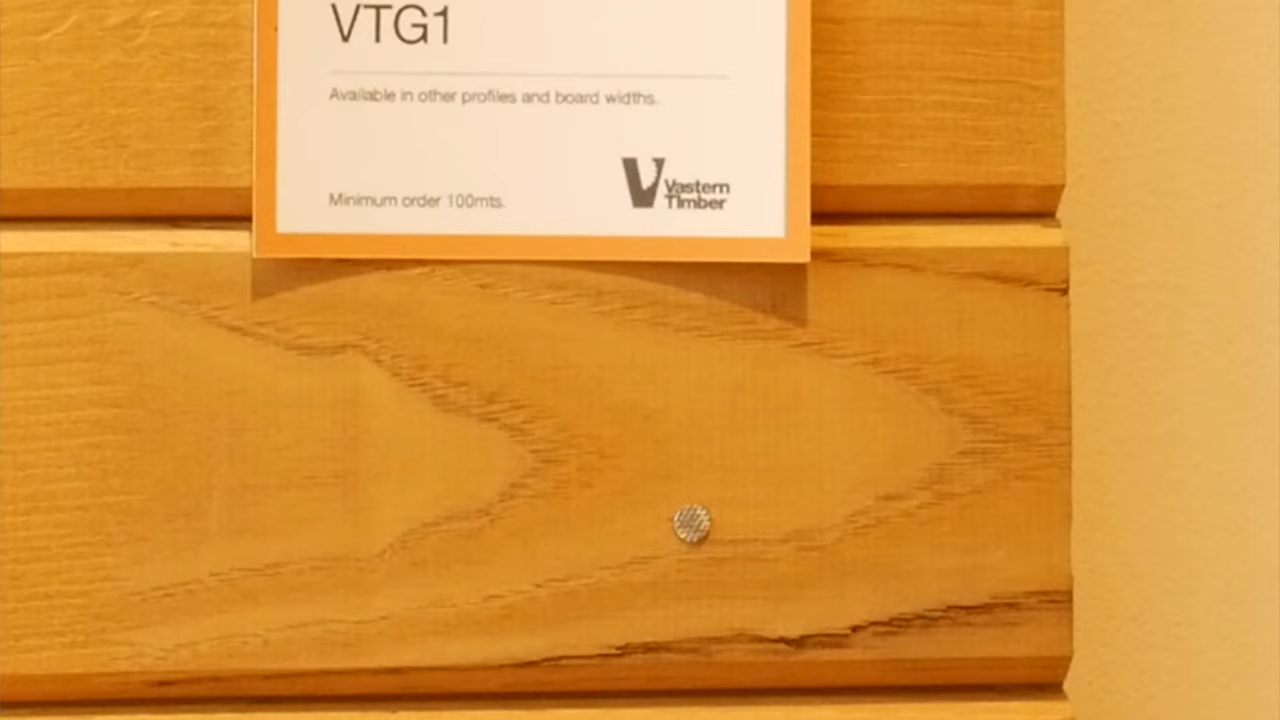 VTG1
Available in other profiles and board widths.
Minimum order 100mts.
Vastern
Timber